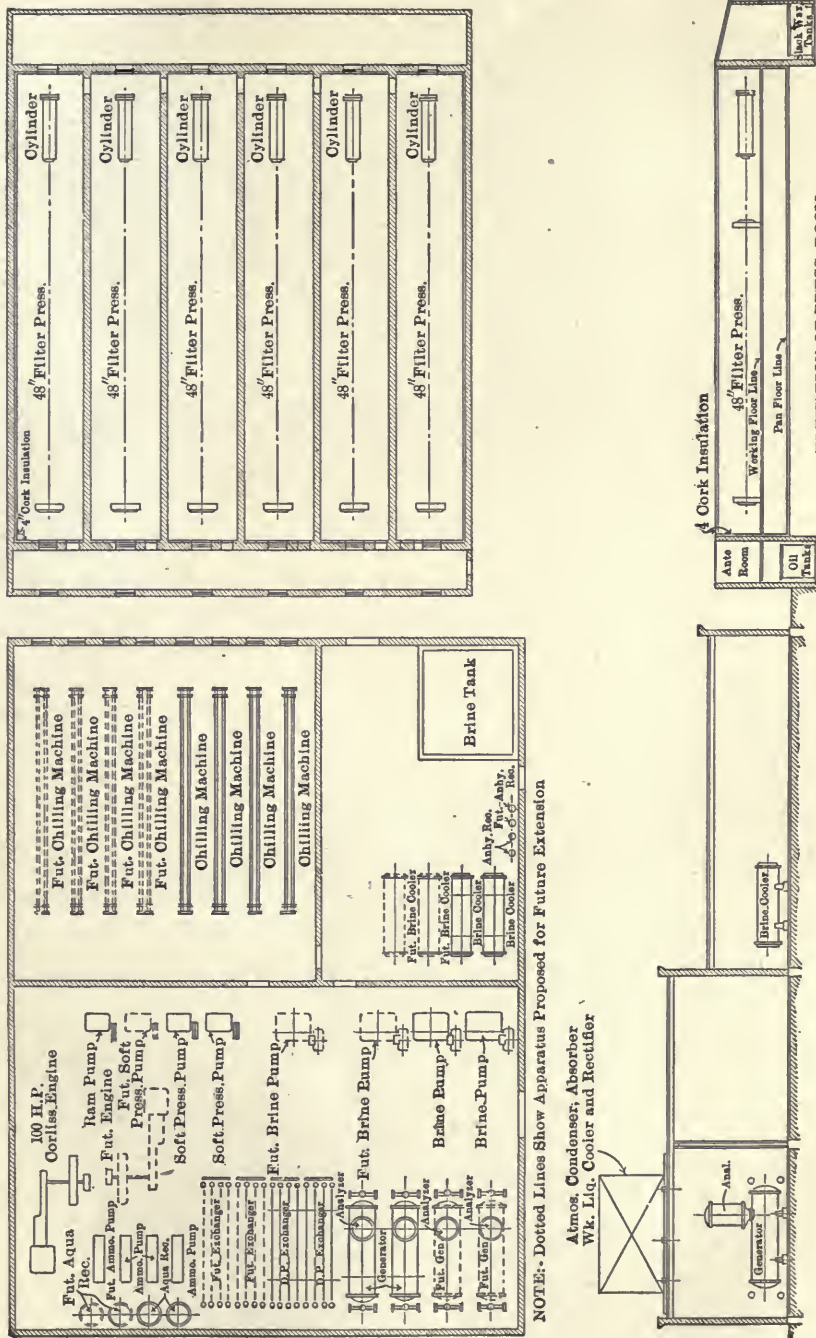 4" Cork Insulation
48" Filter Press.
Cylinder
48" Filter Press.
Cylinder
48" Filter Press.
Cylinder
48" Filter Press.
Cylinder
48" Filter Press.
Cylinder
48" Filter Press.
Cylinder
Fut. Chilling Machine
Fut. Chilling Machine
Fut. Chilling Machine
Fut. Chilling Machine
Chilling Machine
Chilling Machine
Chilling Machine
Chilling Machine
Brine Tank
Anhy. Rec.
Fut. Anhy.
Rec.
Fut. Brine Cooler
Fut. Brine Cooler
Brine Cooler
Brine Cooler
100 H.P.
Corliss. Engine
Ram Pump
Fut. Engine
Fut. Soft
Press. Pump
Soft Press. Pump
Soft Press. Pump
Fut. Brine Pump
Fut. Brine Pump
Brine Pump
Brine Pump
Fut. Aqua
Rec.
Fut. Ammo. Pump
Ammo. Pump
Aqua Rec.
Ammo. Pump
Fut. Exchanger
Fut. Exchanger
D.P. Exchanger
D.P. Exchanger
Analyzer
Generator
Analyzer
Fut. Gen.
Analyzer
Fut. Gen.
NOTE:- Dotted Lines Show Apparatus Proposed for Future Extension
Atmos. Condenser, Absorber
Wk. Liq. Cooler and Rectifier
Anal.
Generator
Brine Cooler
4 Cork Insulation
Ante
Room
Oil
Tanks
48" Filter Press.
Working Floor Line
Pan Floor Line
Slack Wax
Tanks